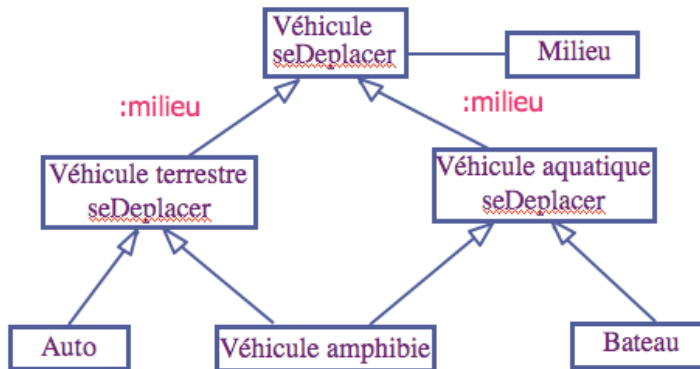 Véhicule
seDeplacer
Milieu
:milieu
:milieu
Véhicule terrestre
seDeplacer
Véhicule aquatique
seDeplacer
Auto
Véhicule amphibie
Bateau